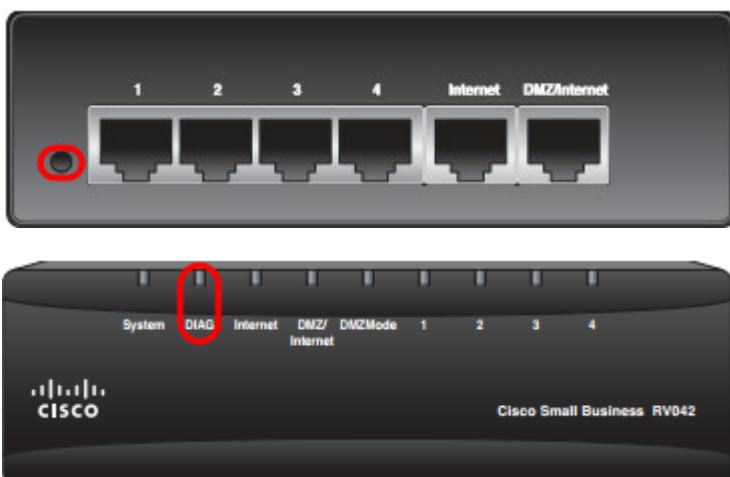 1 2 3 4 Internet DMZ/Internet
System DIAG Internet DMZ/ DMZMode 1 2 3 4
Internet
CISCO
Cisco Small Business RV042